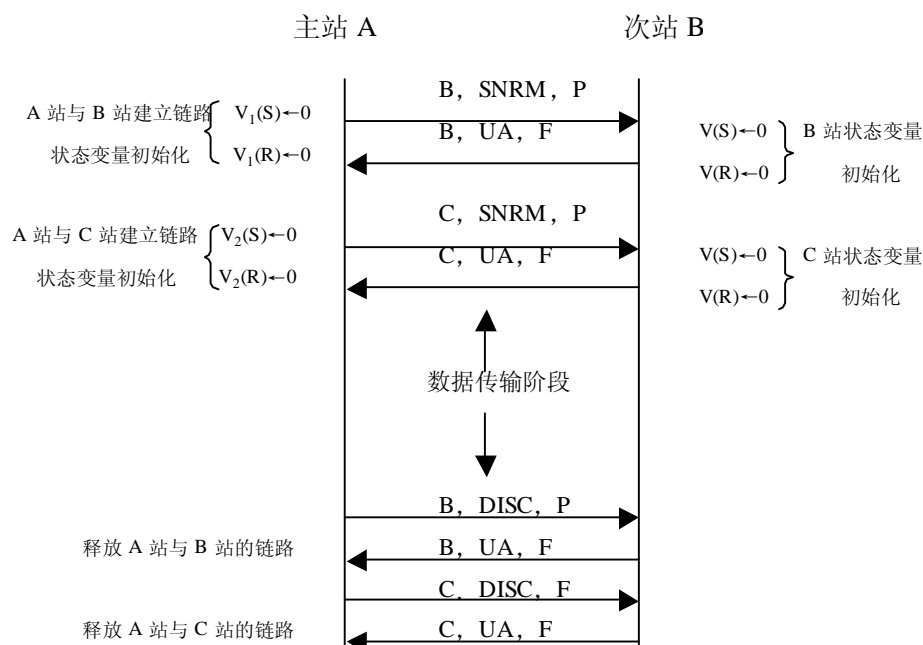 主站 A
次站 B
B，SNRM，P
A 站与 B 站建立链路
V₁(S)←0
B，UA，F
V(S)←0
B 站状态变量
状态变量初始化
V₁(R)←0
V(R)←0
初始化
C，SNRM，P
A 站与 C 站建立链路
V₂(S)←0
C，UA，F
V(S)←0
C 站状态变量
状态变量初始化
V₂(R)←0
V(R)←0
初始化
数据传输阶段
B，DISC，P
释放 A 站与 B 站的链路
B，UA，F
C，DISC，F
释放 A 站与 C 站的链路
C，UA，F